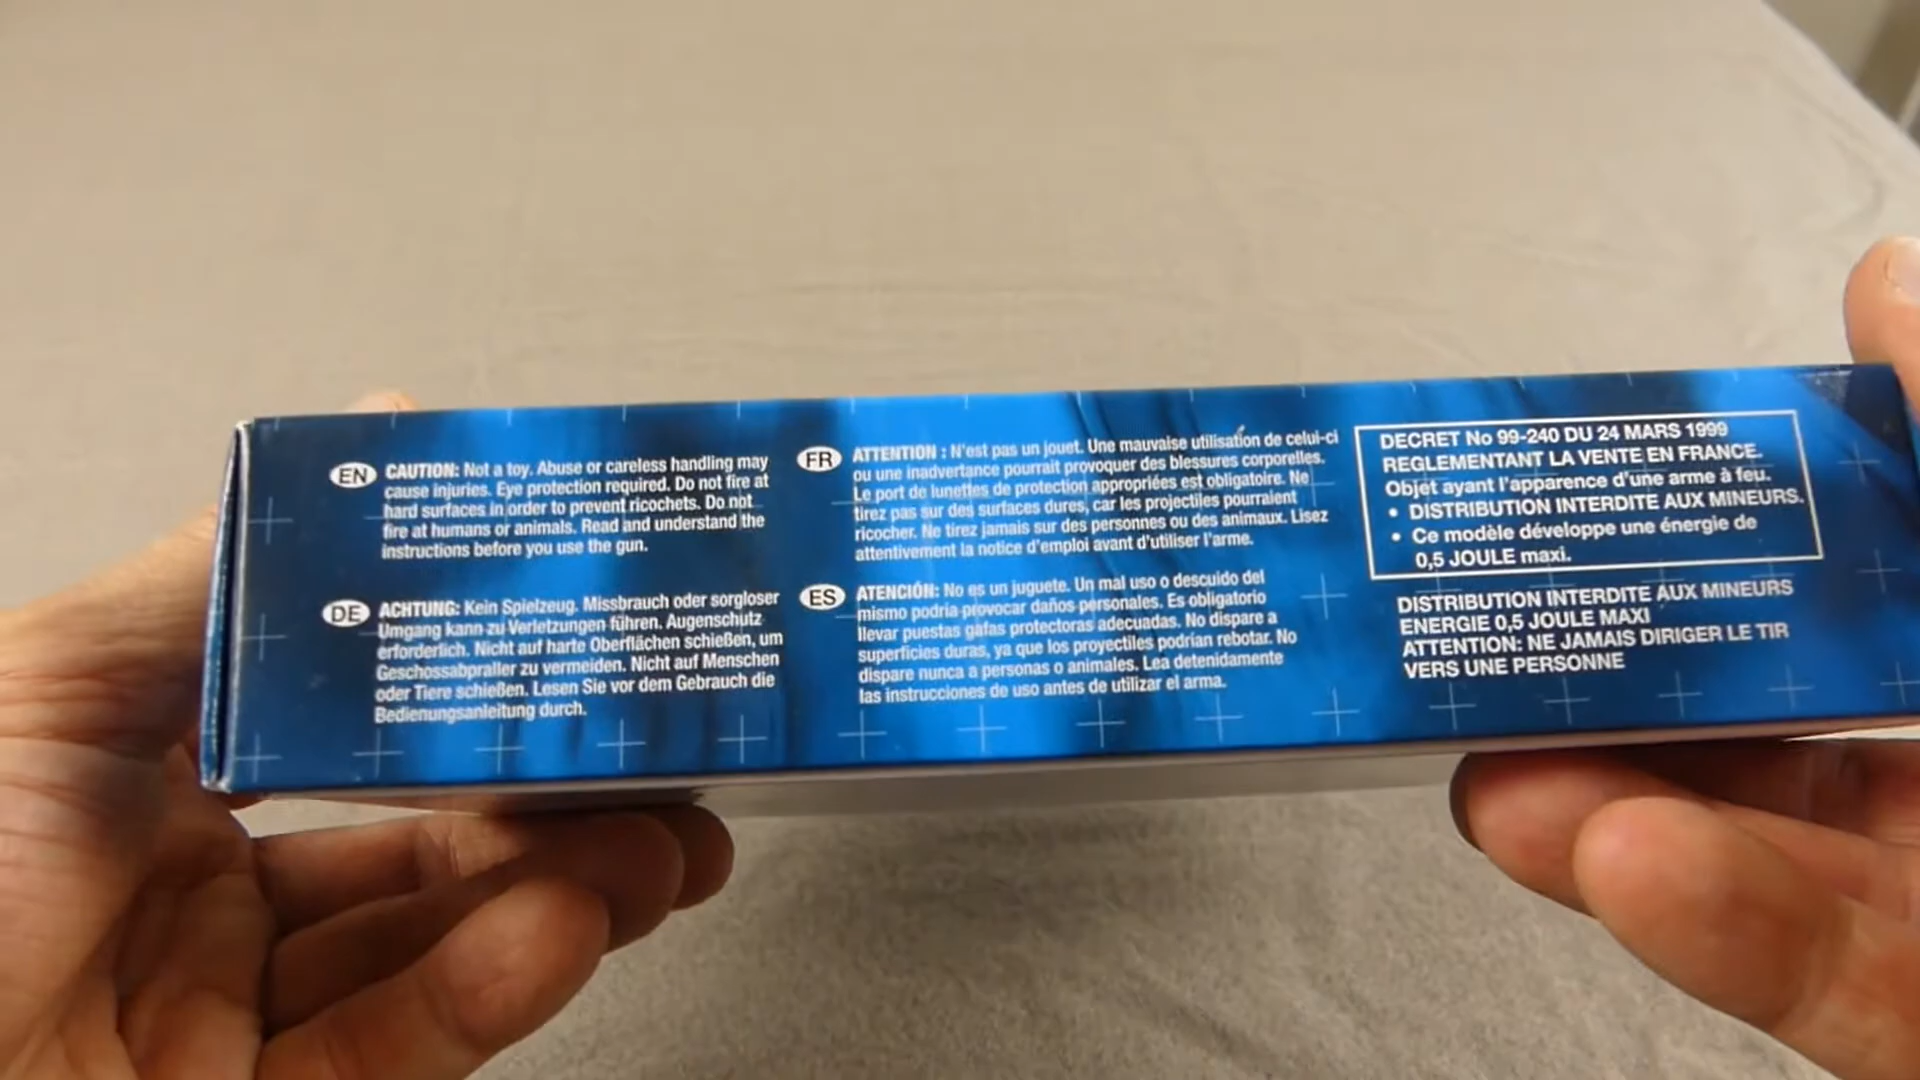 EN
CAUTION: Not a toy. Abuse or careless handling may
cause injuries. Eye protection required. Do not fire at
hard surfaces in order to prevent ricochets. Do not
fire at humans or animals. Read and understand the
instructions before you use the gun.
DE
ACHTUNG: Kein Spielzeug. Missbrauch oder sorgloser
Umgang kann zu Verletzungen führen. Augenschutz
erforderlich. Nicht auf harte Oberflächen schießen, um
Geschossabpraller zu vermeiden. Nicht auf Menschen
oder Tiere schießen. Lesen Sie vor dem Gebrauch die
Bedienungsanleitung durch.
FR
ATTENTION : N'est pas un jouet. Une mauvaise utilisation de celui-ci
ou une inadvertance pourrait provoquer des blessures corporelles.
Le port de lunettes de protection appropriées est obligatoire. Ne
tirez pas sur des surfaces dures, car les projectiles pourraient
ricocher. Ne tirez jamais sur des personnes ou des animaux. Lisez
attentivement la notice d'emploi avant d'utiliser l'arme.
ES
ATENCIÓN: No es un juguete. Un mal uso o descuido del
mismo podría provocar daños personales. Es obligatorio
llevar puestas gafas protectoras adecuadas. No dispare a
superficies duras, ya que los proyectiles podrían rebotar. No
dispare nunca a personas o animales. Lea detenidamente
las instrucciones de uso antes de utilizar el arma.
DECRET No 99-240 DU 24 MARS 1999
REGLEMENTANT LA VENTE EN FRANCE.
Objet ayant l'apparence d'une arme à feu.
• DISTRIBUTION INTERDITE AUX MINEURS.
• Ce modèle développe une énergie de
0,5 JOULE maxi.
DISTRIBUTION INTERDITE AUX MINEURS
ENERGIE 0,5 JOULE MAXI
ATTENTION: NE JAMAIS DIRIGER LE TIR
VERS UNE PERSONNE